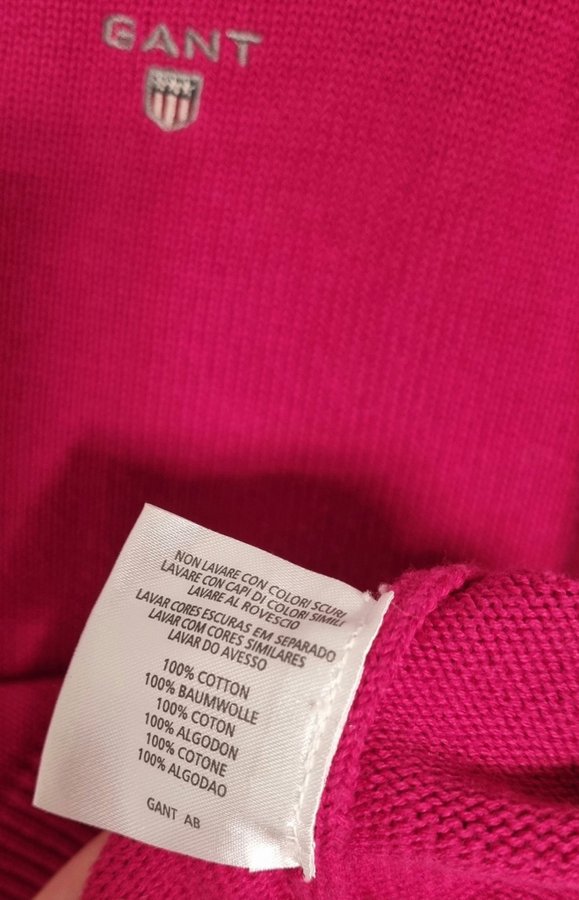 GANT
NON LAVARE CON COLORI SCURI
LAVARE CON CAPI DI COLORI SIMILI
LAVARE AL ROVESCIO
LAVAR CORES ESCURAS EM SEPARADO
LAVAR COM CORES SIMILARES
LAVAR DO AVESSO
100% COTTON
100% BAUMWOLLE
100% COTON
100% ALGODON
100% COTONE
100% ALGODAO
GANT AB